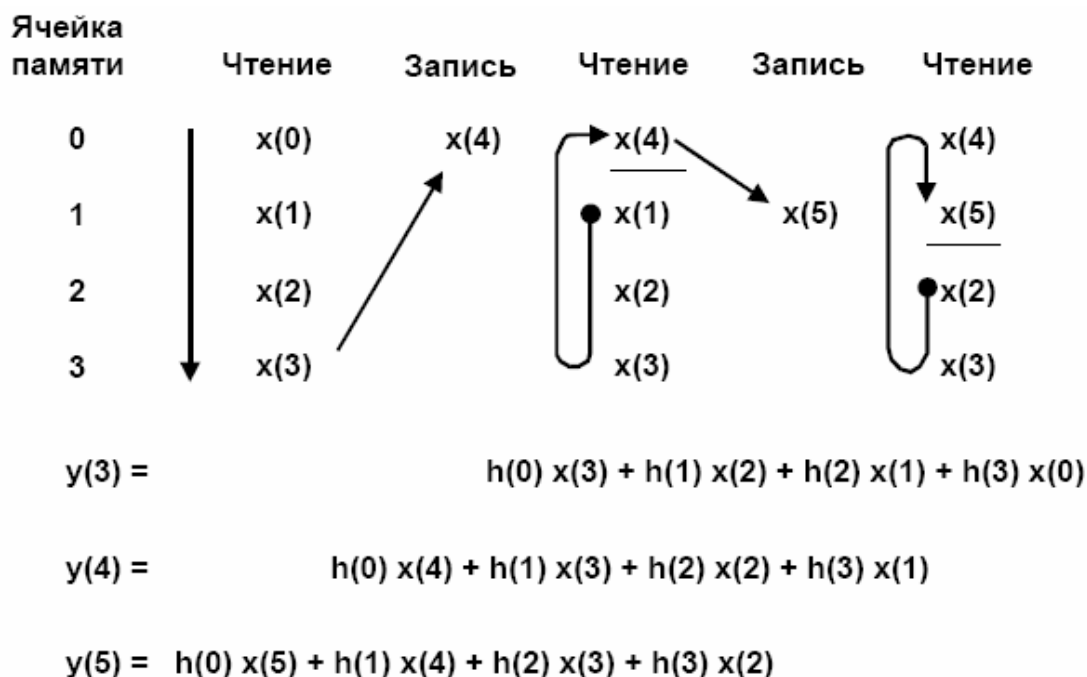 Ячейка
памяти Чтение Запись Чтение Запись Чтение
0 x(0) x(4) x(4) x(4)
1 x(1) x(1) x(5) x(5)
2 x(2) x(2) x(2)
3 x(3) x(3) x(3)
y(3) = h(0) x(3) + h(1) x(2) + h(2) x(1) + h(3) x(0)
y(4) = h(0) x(4) + h(1) x(3) + h(2) x(2) + h(3) x(1)
y(5) = h(0) x(5) + h(1) x(4) + h(2) x(3) + h(3) x(2)